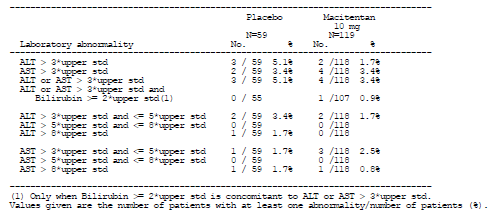 Placebo Macitentan
10 mg
N=59 N=119
Laboratory abnormality No. % No. %
ALT > 3*upper std 3 / 59 5.1% 2 /118 1.7%
AST > 3*upper std 2 / 59 3.4% 4 /118 3.4%
ALT or AST > 3*upper std 3 / 59 5.1% 4 /118 3.4%
ALT or AST > 3*upper std and
Bilirubin >= 2*upper std(1) 0 / 55 1 /107 0.9%
ALT > 3*upper std and <= 5*upper std 2 / 59 3.4% 2 /118 1.7%
ALT > 5*upper std and <= 8*upper std 0 / 59 0 /118
ALT > 8*upper std 1 / 59 1.7% 0 /118
AST > 3*upper std and <= 5*upper std 1 / 59 1.7% 3 /118 2.5%
AST > 5*upper std and <= 8*upper std 0 / 59 0 /118
AST > 8*upper std 1 / 59 1.7% 1 /118 0.8%
(1) Only when Bilirubin >= 2*upper std is concomitant to ALT or AST > 3*upper std.
Values given are the number of patients with at least one abnormality/number of patients (%).